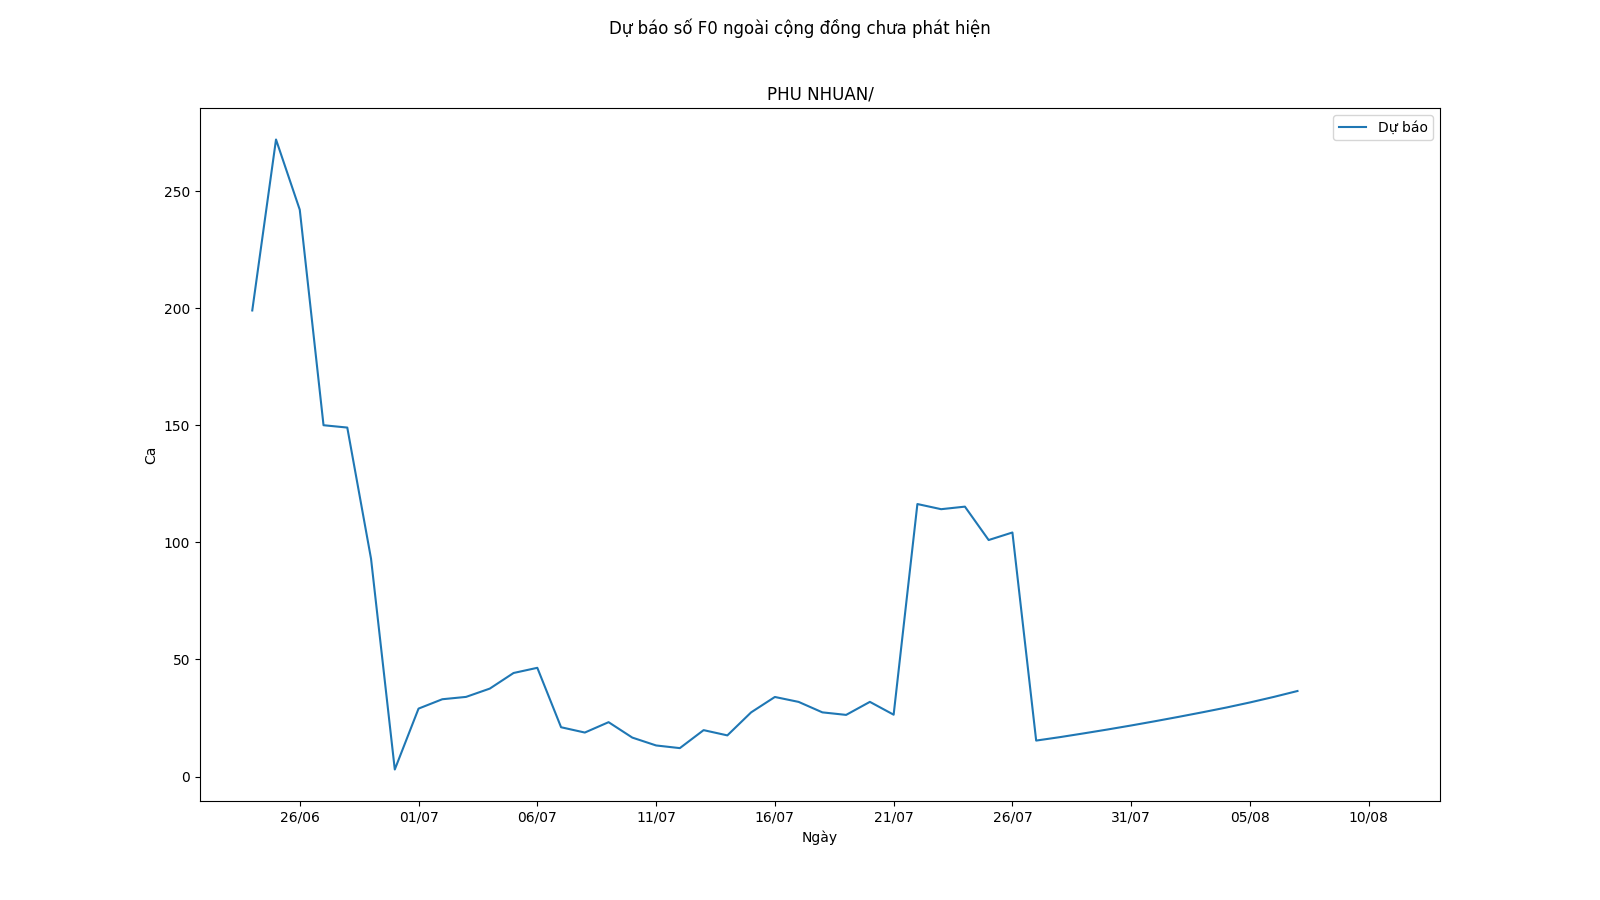 Dự báo số F0 ngoài cộng đồng chưa phát hiện
PHU NHUAN/
Dự báo
250
200
150
100
50
0
Ca
26/06 01/07 06/07 11/07 16/07 21/07 26/07 31/07 05/08 10/08
Ngày